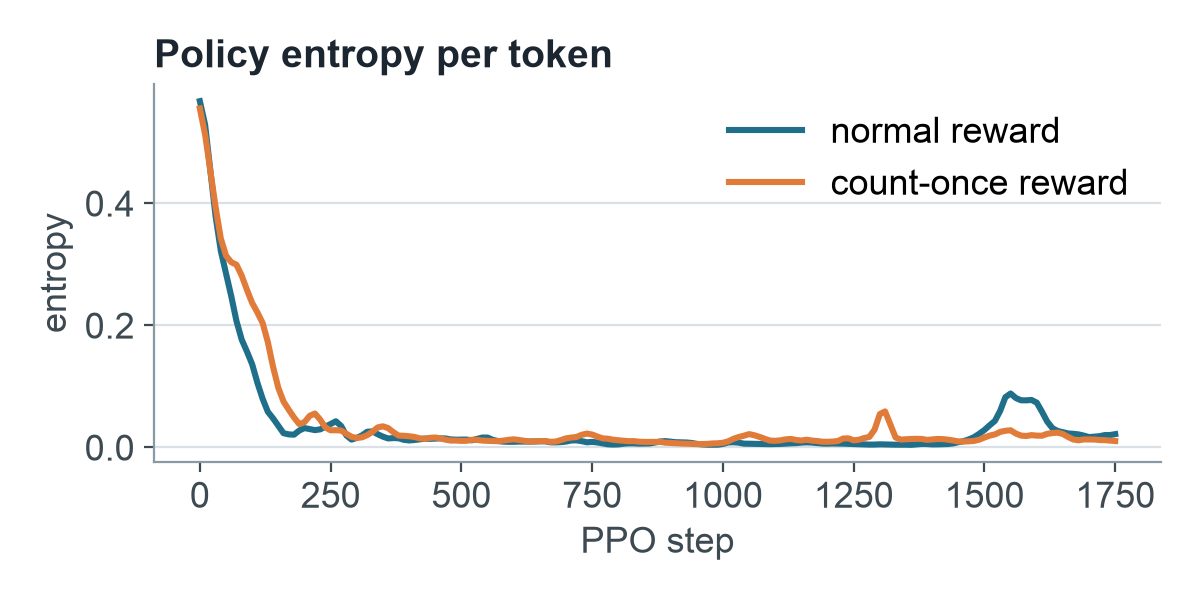 Policy entropy per token
normal reward
count-once reward
entropy
0.4
0.2
0.0
0 250 500 750 1000 1250 1500 1750
PPO step